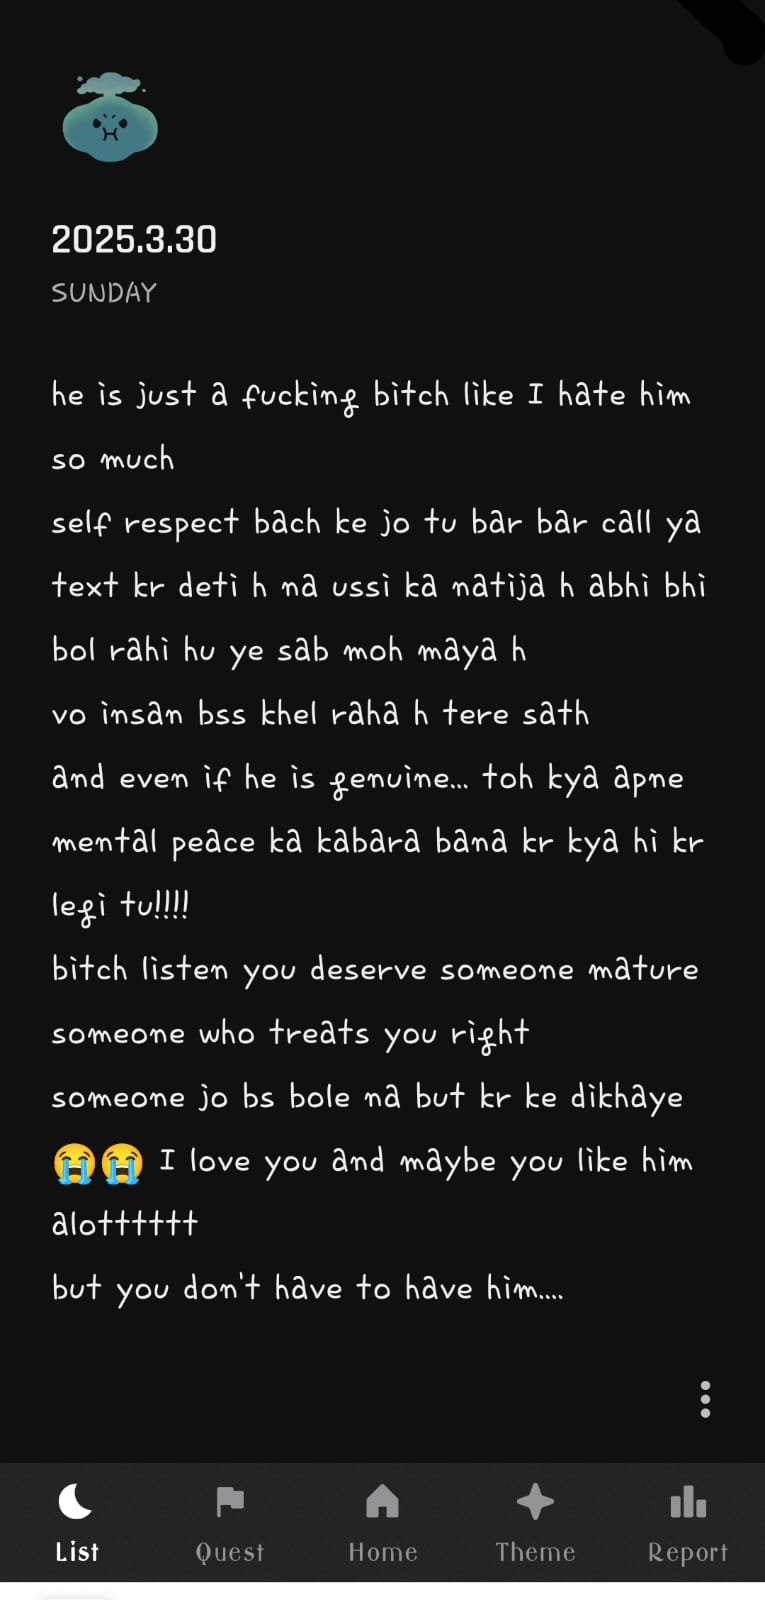 2025.3.30
SUNDAY
he is just a fucking bitch like I hate him
so much
self respect bach ke jo tu bar bar call ya
text kr deti h na ussi ka natija h abhi bhi
bol rahi hu ye sab moh maya h
vo insan bss khel raha h tere sath
and even if he is genuine... toh kya apne
mental peace ka kabara bana kr kya hi kr
legi tu!!!!
bitch listen you deserve someone mature
someone who treats you right
someone jo bs bole na but kr ke dikhaye
😭😭 I love you and maybe you like him
alotttttt
but you don't have to have him....
List Quest Home Theme Report